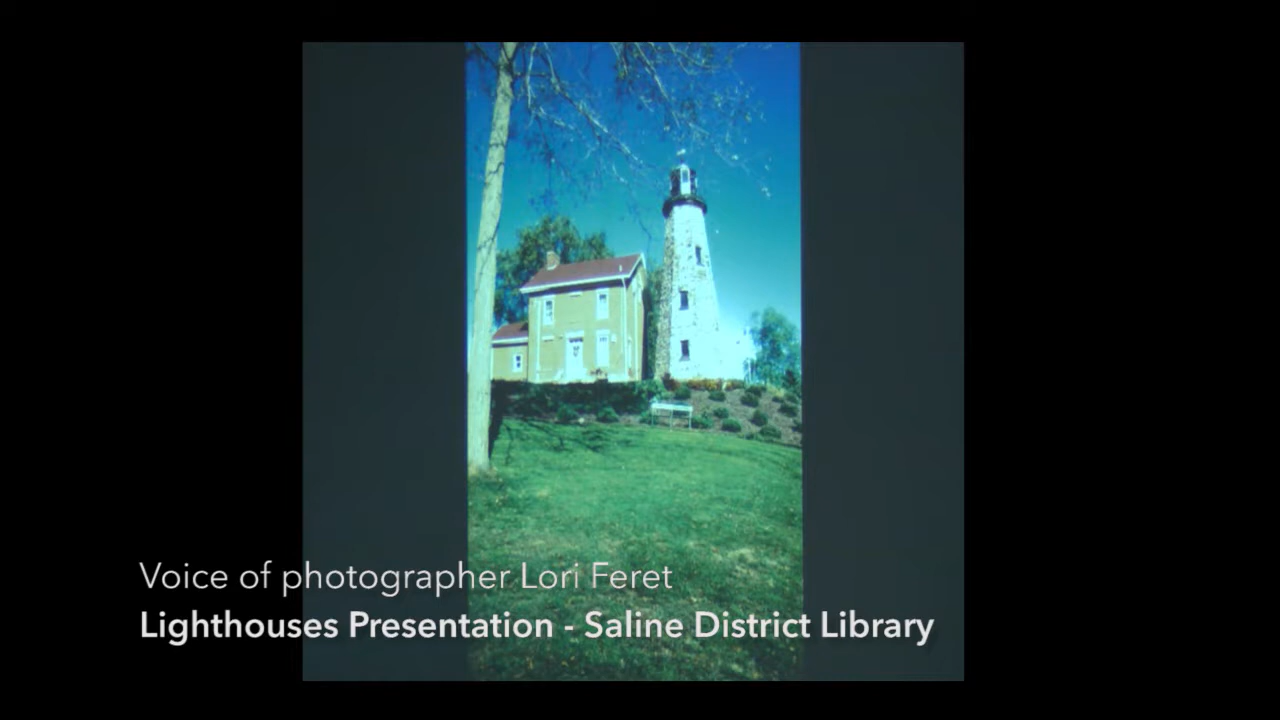 Voice of photographer Lori Feret
Lighthouses Presentation - Saline District Library